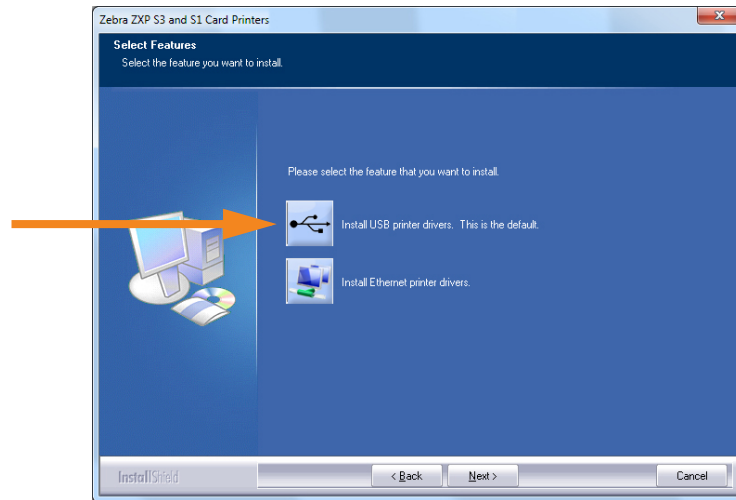 Zebra ZXP S3 and S1 Card Printers
Select Features
Select the feature you want to install.
Please select the feature that you want to install.
Install USB printer drivers. This is the default.
Install Ethernet printer drivers.
InstallShield
< Back Next > Cancel